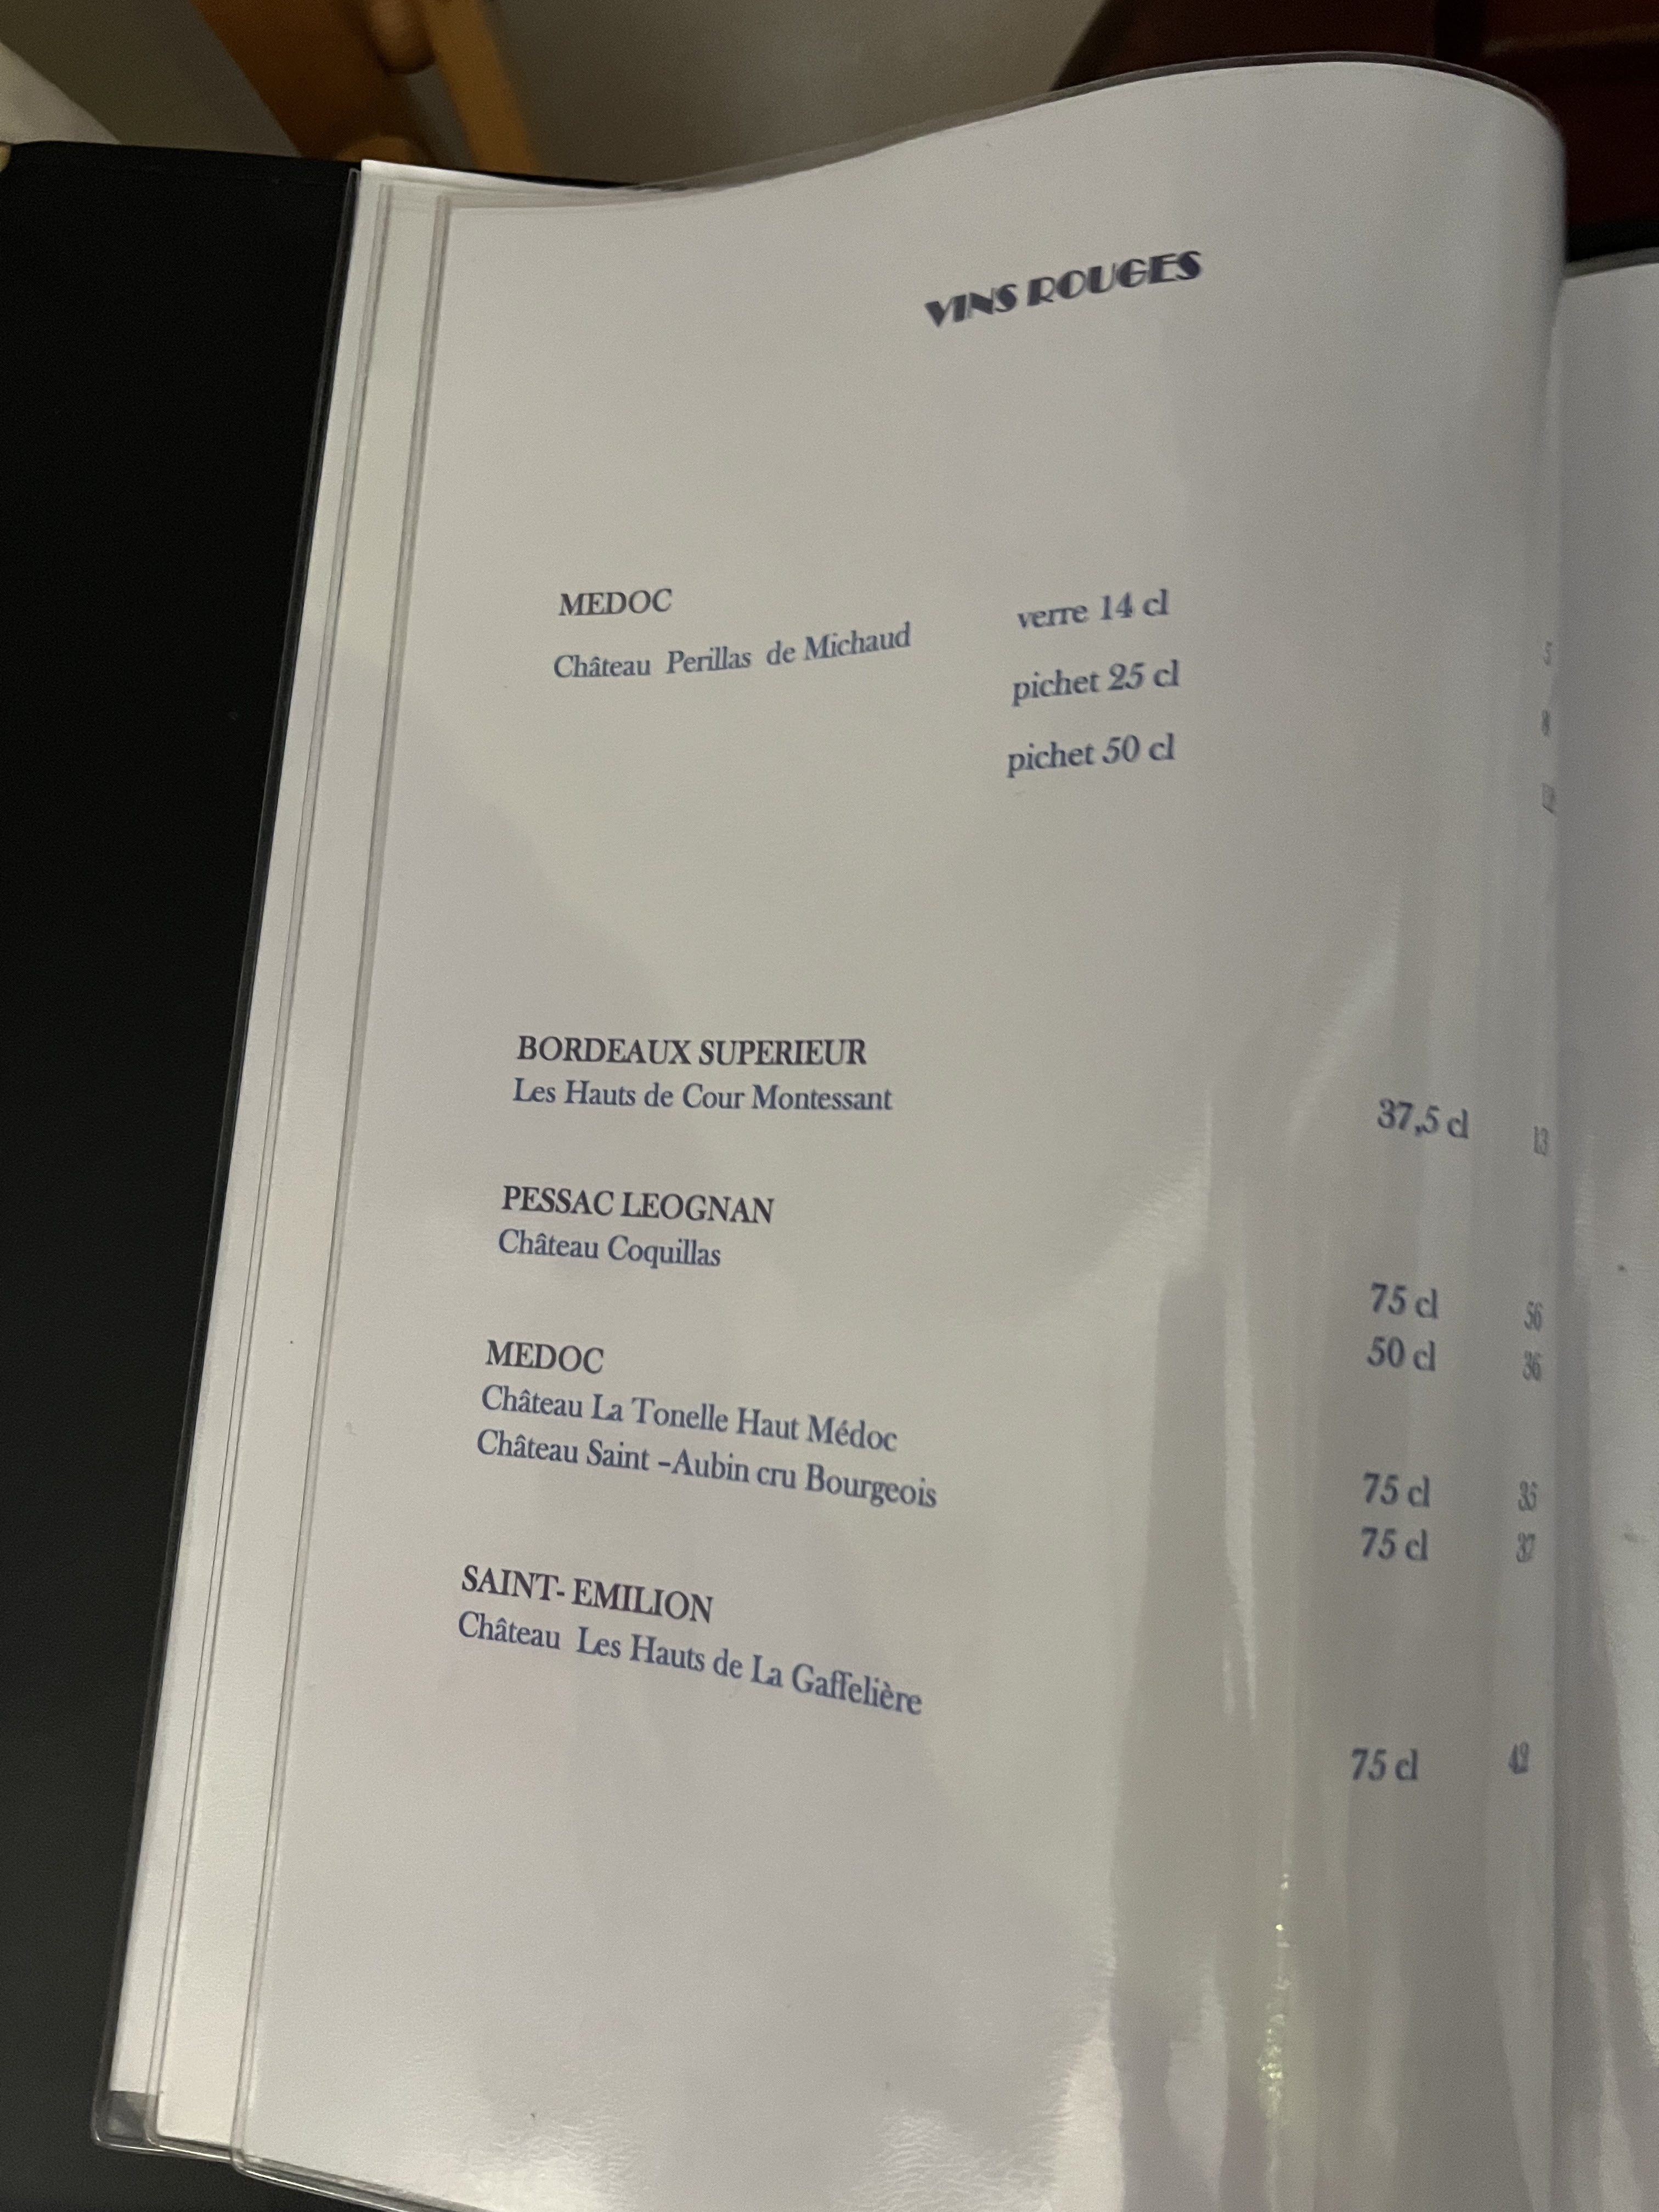 VINS ROUGES
MEDOC
Château Perillas de Michaud
verre 14 cl 5
pichet 25 cl 8
pichet 50 cl
BORDEAUX SUPERIEUR
Les Hauts de Cour Montessant
37,5 cl 13
PESSAC LEOGNAN
Château Coquillas
75 cl 56
50 cl 36
MEDOC
Château La Tonelle Haut Médoc
Château Saint -Aubin cru Bourgeois
75 cl
75 cl
SAINT- EMILION
Château Les Hauts de La Gaffelière
75 cl